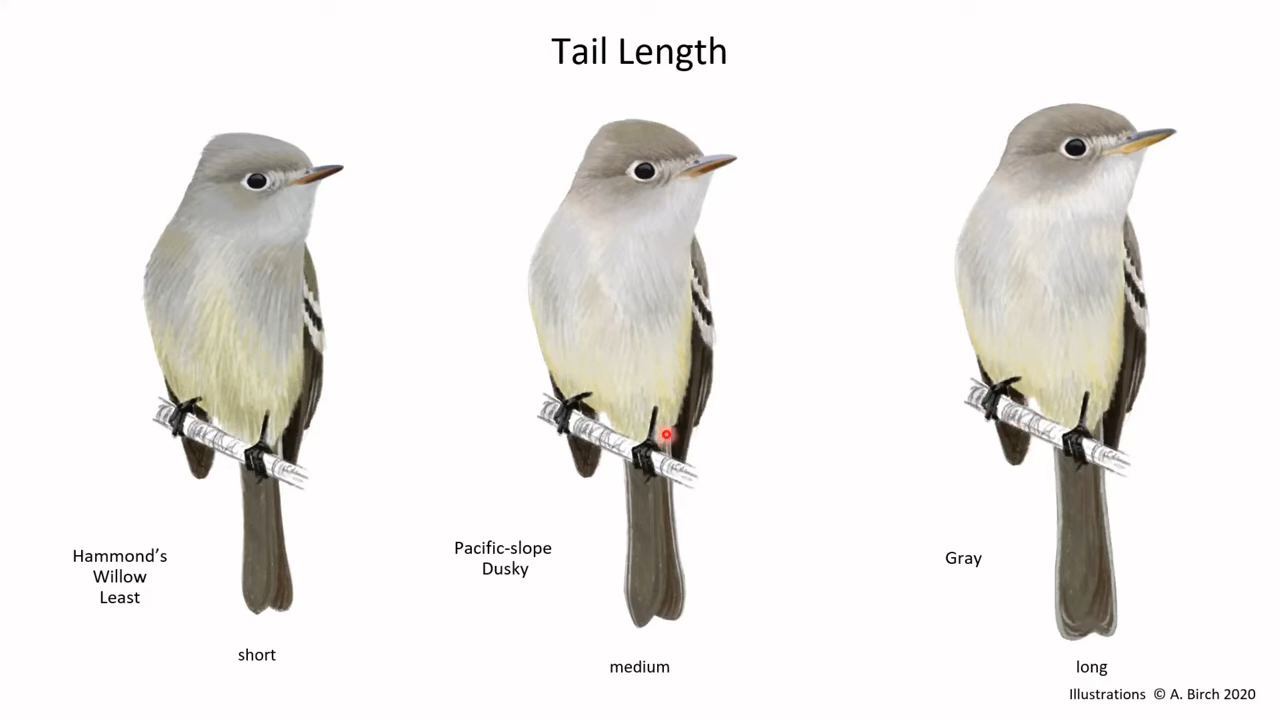 Tail Length
Hammond’s
Willow
Least
short
Pacific-slope
Dusky
medium
Gray
long
Illustrations © A. Birch 2020